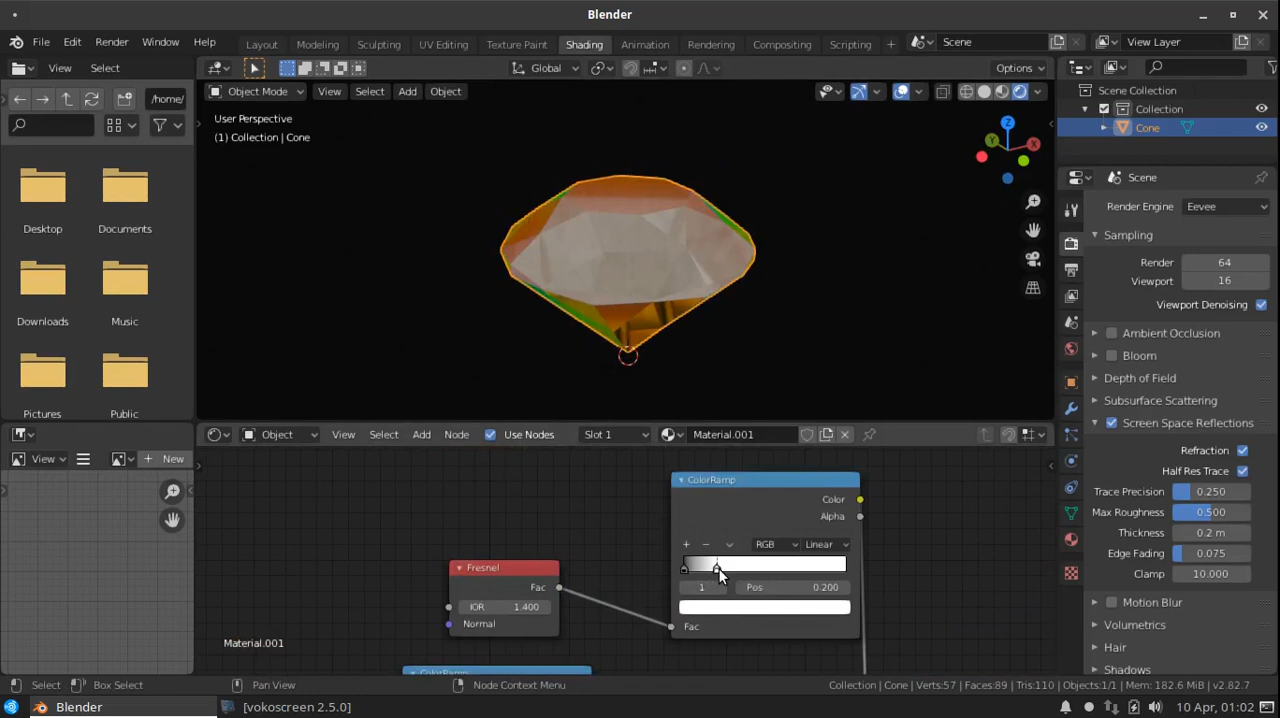 Blender
File Edit Render Window Help Layout Modeling Sculpting UV Editing Texture Paint Shading Animation Rendering Compositing Scripting + Scene View Layer
View Select Global Options
/home/ Object Mode View Select Add Object
User Perspective
(1) Collection | Cone
Z
Y
X
Desktop Documents
Downloads Music
Pictures Public
Scene Collection
Collection
Cone
Scene
Render Engine Eevee
Sampling
Render 64
Viewport 16
Viewport Denoising
Ambient Occlusion
Bloom
Depth of Field
Subsurface Scattering
Screen Space Reflections
Refraction
Half Res Trace
Trace Precision 0.250
Max Roughness 0.500
Thickness 0.2 m
Edge Fading 0.075
Clamp 10.000
Motion Blur
Volumetrics
Hair
Shadows
Object View Select Add Node Use Nodes Slot 1 Material.001
View + New
ColorRamp
Color
Alpha
+ − RGB Linear
1 Pos 0.200
Fac
Fresnel
Fac
IOR 1.400
Normal
Material.001
ColorRamp
Select Box Select Pan View Node Context Menu Collection | Cone | Verts:57 | Faces:89 | Tris:110 | Objects:1/1 | Mem: 182.6 MiB | v2.82.7
Blender [vokoscreen 2.5.0] 10 Apr, 01:02